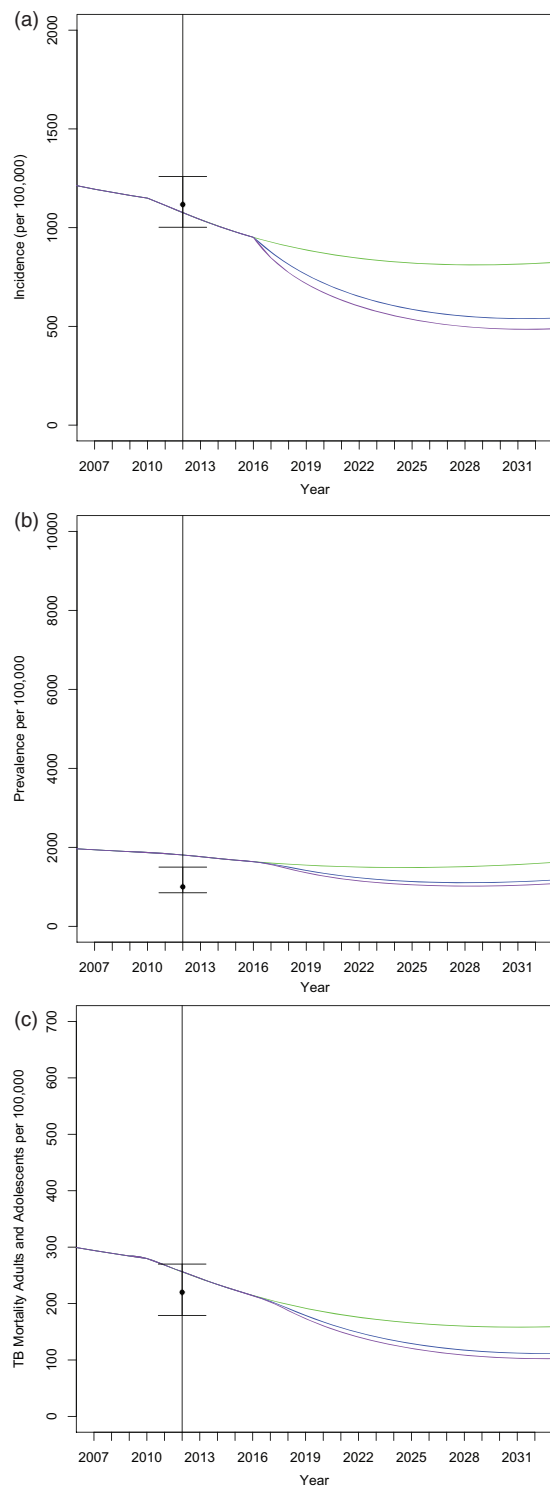 (a)
2000
1500
1000
500
0
Incidence (per 100,000)
2007 2010 2013 2016 2019 2022 2025 2028 2031
Year
(b)
10000
8000
6000
4000
2000
0
Prevalence per 100,000
2007 2010 2013 2016 2019 2022 2025 2028 2031
Year
(c)
700
600
500
400
300
200
100
0
TB Mortality Adults and Adolescents per 100,000
2007 2010 2013 2016 2019 2022 2025 2028 2031
Year